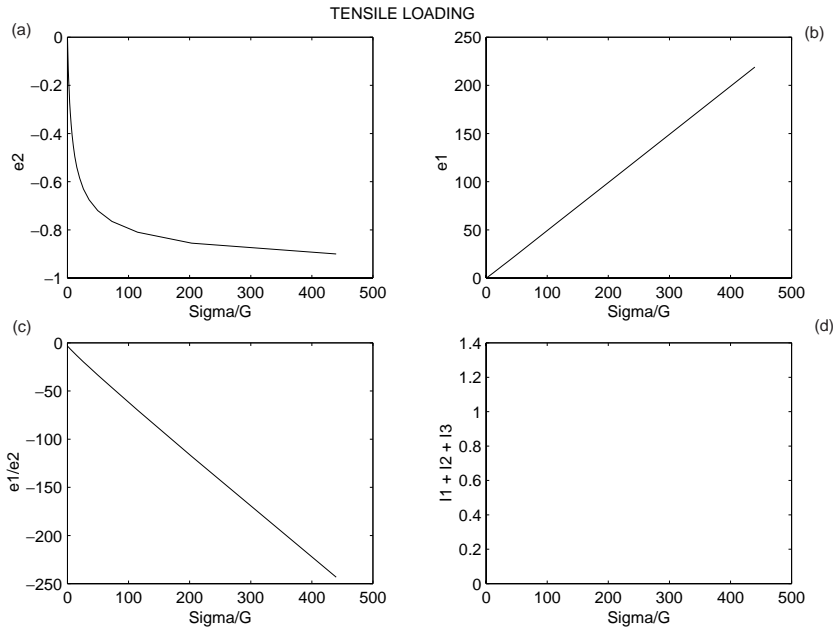 TENSILE LOADING
(a)
0
−0.2
−0.4
−0.6
−0.8
−1
e2
0 100 200 300 400 500
Sigma/G
(b)
250
200
150
100
50
0
e1
0 100 200 300 400 500
Sigma/G
(c)
0
−50
−100
−150
−200
−250
e1/e2
0 100 200 300 400 500
Sigma/G
(d)
1.4
1.2
1
0.8
0.6
0.4
0.2
0
I1 + I2 + I3
0 100 200 300 400 500
Sigma/G